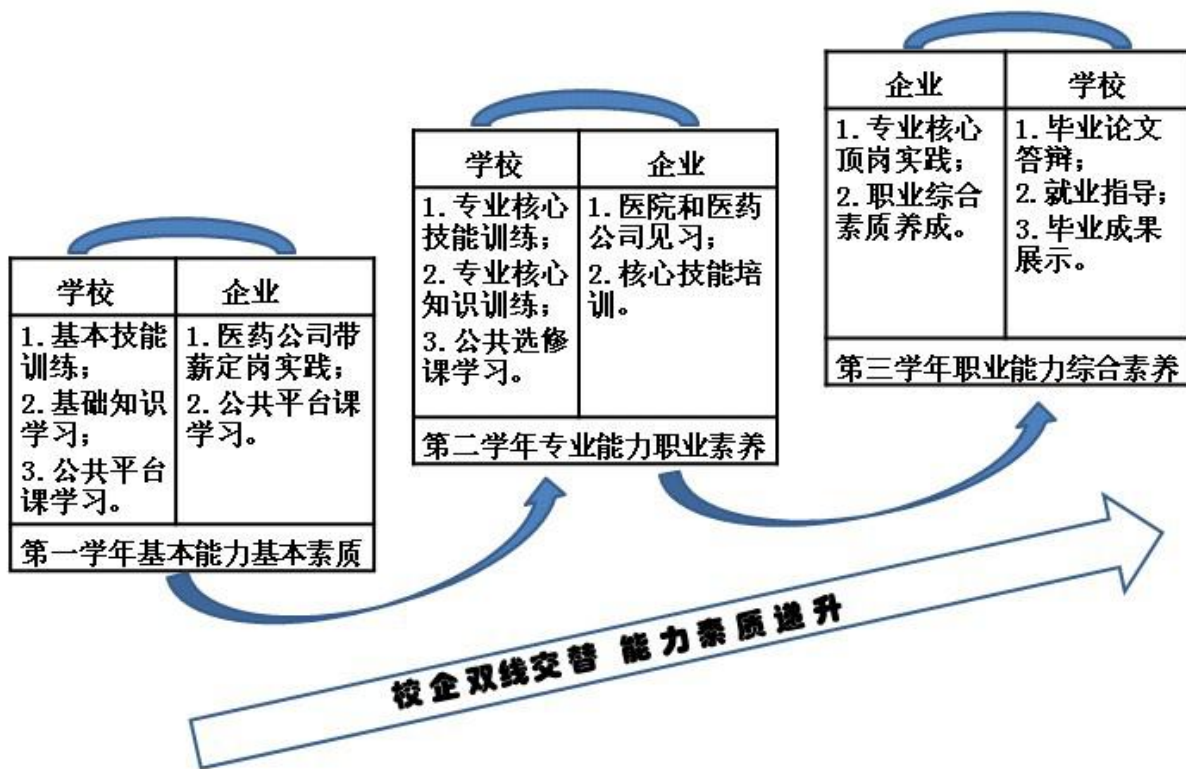 学校
企业
1. 基本技能
训练；
2. 基础知识
学习；
3. 公共平台
课学习。
1. 医药公司带
薪定岗实践；
2. 公共平台课
学习。
第一学年基本能力基本素质
学校
企业
1. 专业核心
技能训练；
2. 专业核心
知识训练；
3. 公共选修
课学习。
1. 医院和医药
公司见习；
2. 核心技能培
训。
第二学年专业能力职业素养
企业
学校
1. 专业核心
顶岗实践；
2. 职业综合
素质养成。
1. 毕业论文
答辩；
2. 就业指导；
3. 毕业成果
展示。
第三学年职业能力综合素养
校企双线交替 能力素质递升